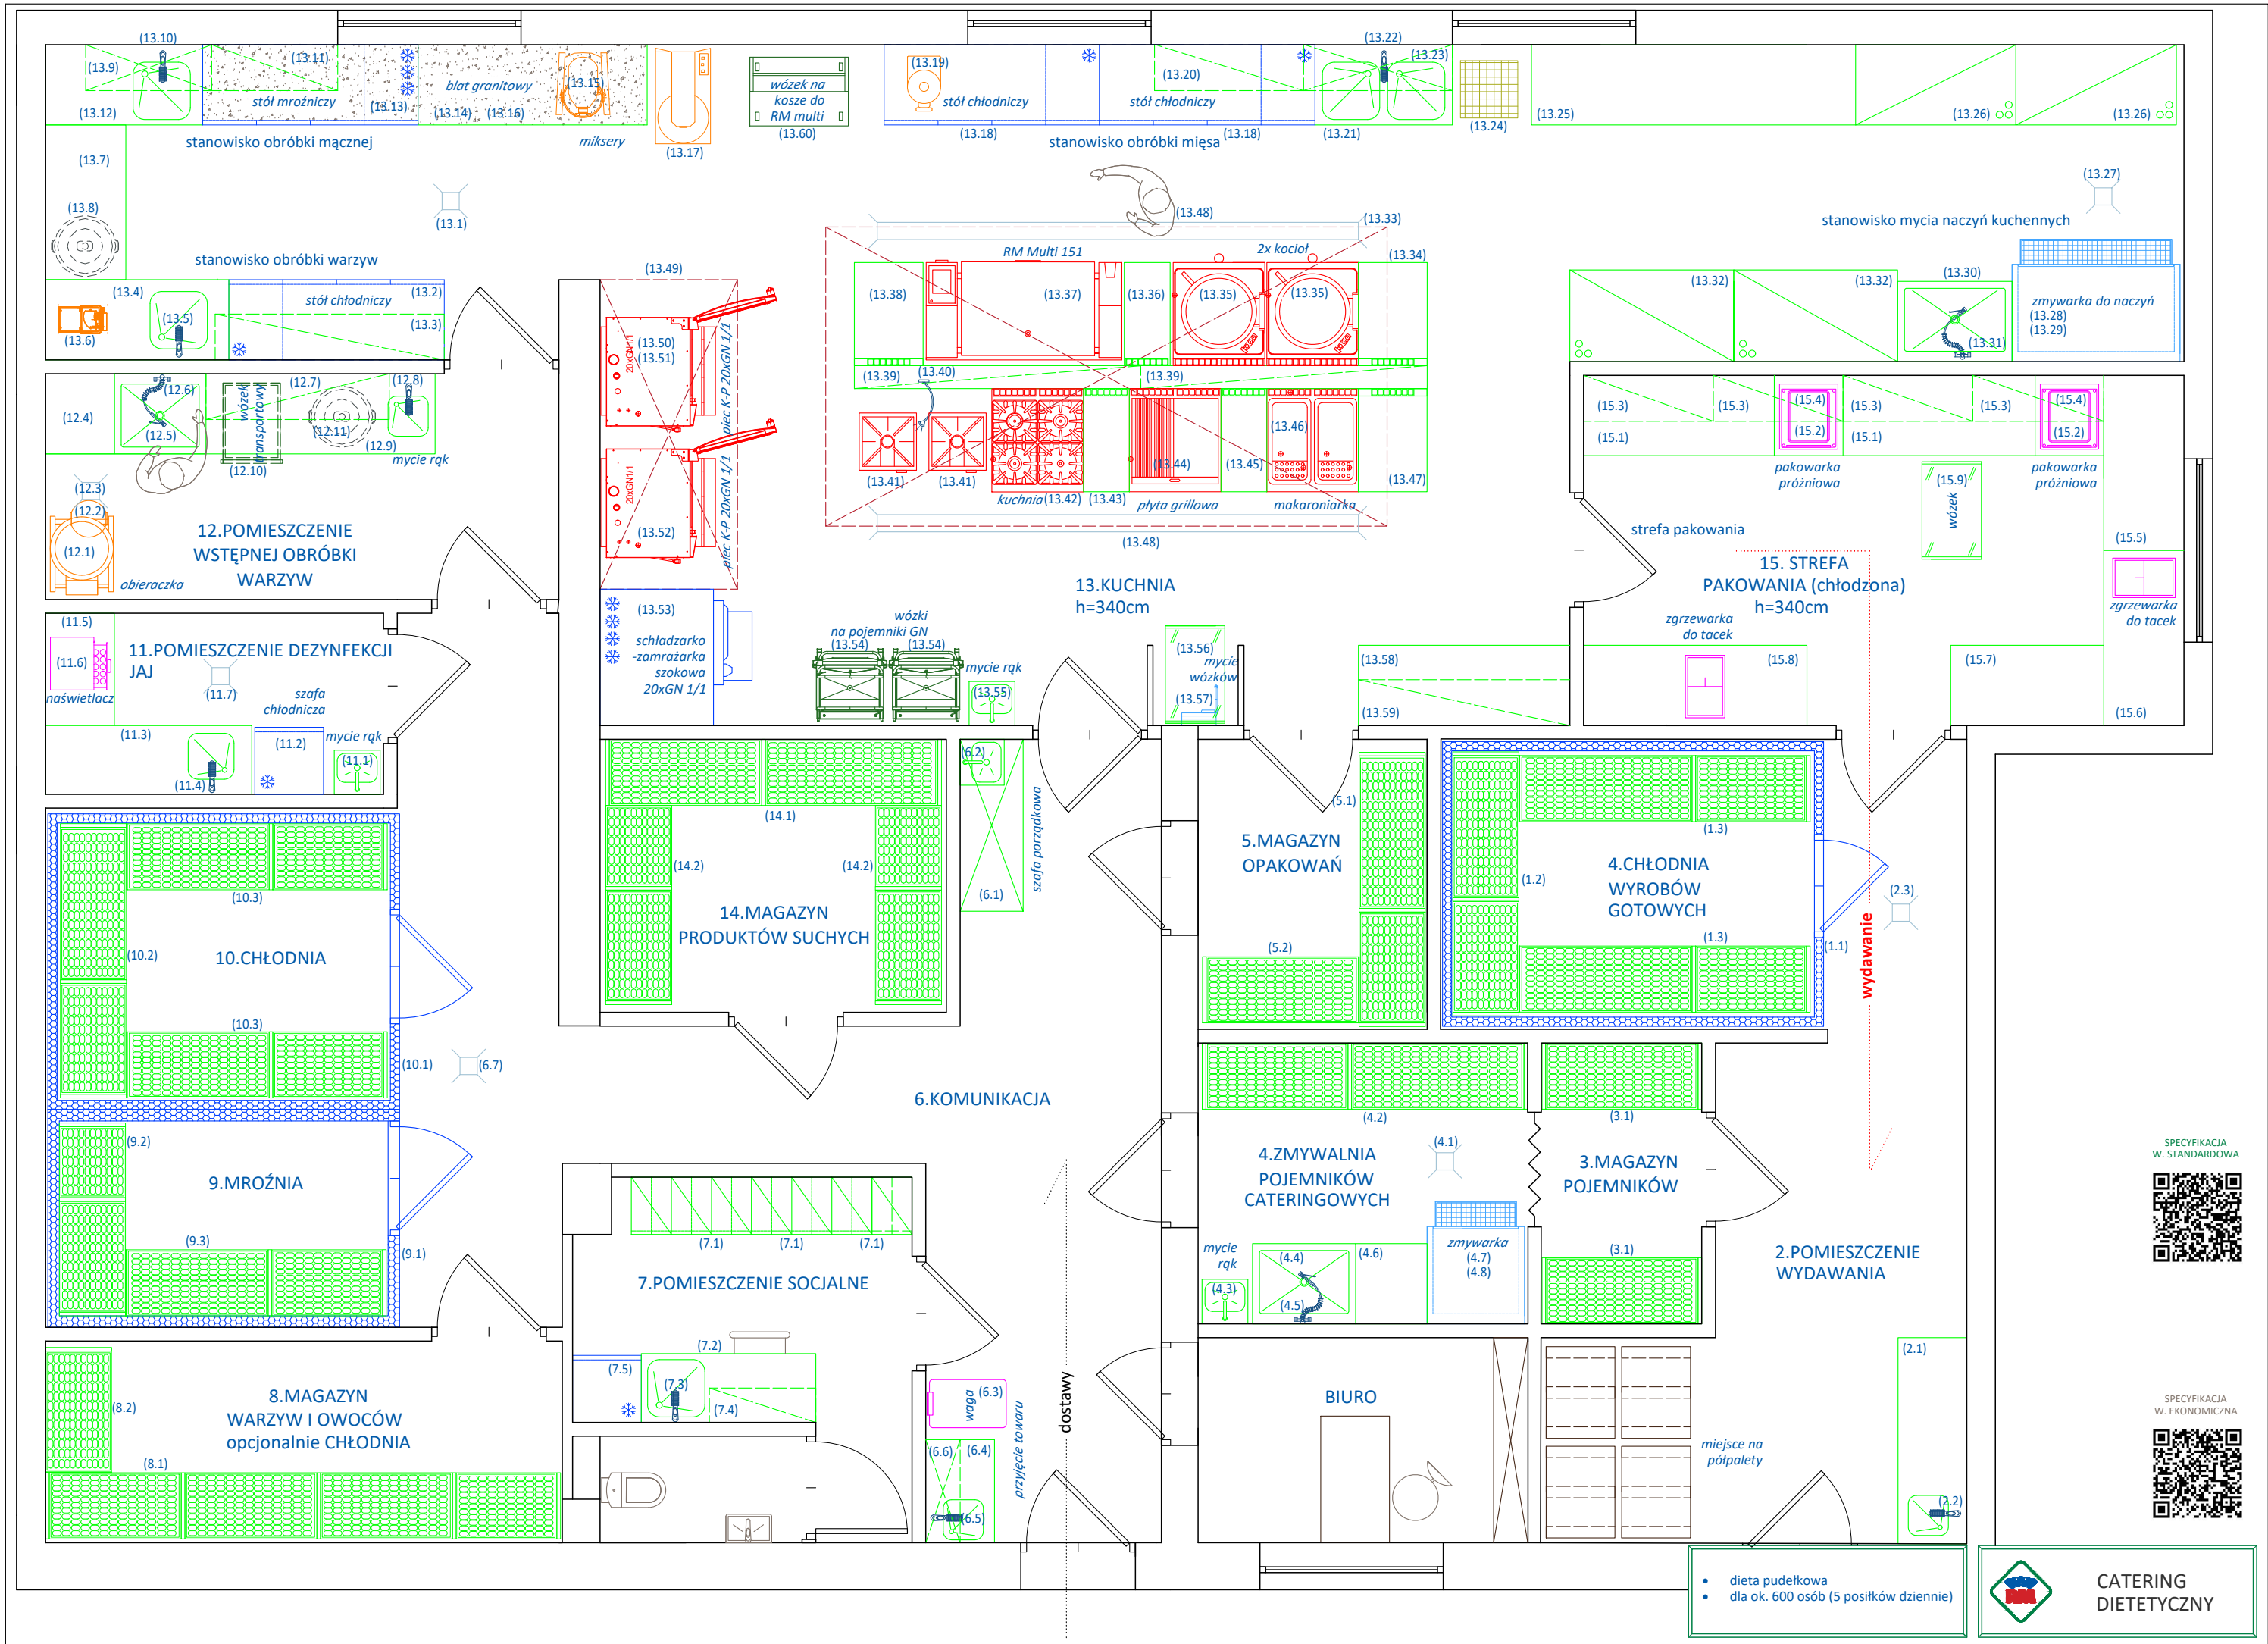 (13.10)
(13.9)
(13.11)
(13.12)
stół mroźniczy
(13.13)
blat granitowy
(13.14)
(13.16)
(13.15)
stanowisko obróbki mącznej
miksery
(13.17)
wózek na
kosze do
RM multi
(13.60)
(13.19)
stół chłodniczy
(13.18)
(13.20)
stół chłodniczy
(13.18)
stanowisko obróbki mięsa
(13.22)
(13.23)
(13.21)
(13.24)
(13.25)
(13.26)
(13.26)
(13.7)
(13.8)
(13.1)
stanowisko obróbki warzyw
(13.4)
(13.5)
(13.6)
stół chłodniczy
(13.2)
(13.3)
(13.27)
stanowisko mycia naczyń kuchennych
(13.32)
(13.32)
(13.30)
(13.31)
zmywarka do naczyń
(13.28)
(13.29)
(13.48)
(13.33)
RM Multi 151
2x kocioł
(13.34)
(13.38)
(13.37)
(13.36)
(13.35)
(13.35)
(13.39)
(13.40)
(13.39)
(13.41)
(13.41)
kuchnia
(13.42)
(13.43)
(13.44)
płyta grillowa
(13.45)
(13.46)
makaroniarka
(13.47)
(13.48)
(13.49)
20xGN1/1
(13.50)
(13.51)
piec K-P 20xGN 1/1
20xGN1/1
(13.52)
piec K-P 20xGN 1/1
(13.53)
schładzarko
-zamrażarka
szokowa
20xGN 1/1
13.KUCHNIA
h=340cm
wózki
na pojemniki GN
(13.54)
(13.54)
mycie rąk
(13.55)
(13.56)
mycie
wózków
(13.57)
(13.58)
(13.59)
(12.4)
(12.6)
(12.5)
wózek
transportowy
(12.10)
(12.7)
(12.11)
(12.8)
(12.9)
mycie rąk
(12.3)
(12.2)
(12.1)
obieraczka
12.POMIESZCZENIE
WSTĘPNEJ OBRÓBKI
WARZYW
(15.3)
(15.3)
(15.4)
(15.3)
(15.3)
(15.4)
(15.1)
(15.2)
(15.1)
(15.2)
pakowarka
próżniowa
pakowarka
próżniowa
(15.9)
wózek
strefa pakowania
15. STREFA
PAKOWANIA (chłodzona)
h=340cm
(15.5)
zgrzewarka
do tacek
zgrzewarka
do tacek
(15.8)
(15.7)
(15.6)
(11.5)
(11.6)
naświetlacz
11.POMIESZCZENIE DEZYNFEKCJI
JAJ
(11.7)
szafa
chłodnicza
(11.3)
(11.4)
(11.2)
mycie rąk
(11.1)
(10.3)
(10.2)
10.CHŁODNIA
(10.3)
(10.1)
(6.7)
(14.1)
(14.2)
(14.2)
14.MAGAZYN
PRODUKTÓW SUCHYCH
(6.2)
szafa porządkowa
(6.1)
(5.1)
5.MAGAZYN
OPAKOWAŃ
(5.2)
(1.3)
(1.2)
4.CHŁODNIA
WYROBÓW
GOTOWYCH
(1.3)
(1.1)
(2.3)
wydawanie
6.KOMUNIKACJA
(9.2)
9.MROŹNIA
(9.3)
(9.1)
(7.1)
(7.1)
(7.1)
7.POMIESZCZENIE SOCJALNE
(7.2)
(7.5)
(7.3)
(7.4)
(4.2)
4.ZMYWALNIA
POJEMNIKÓW
CATERINGOWYCH
(4.1)
mycie
rąk
(4.3)
(4.4)
(4.5)
(4.6)
zmywarka
(4.7)
(4.8)
(3.1)
3.MAGAZYN
POJEMNIKÓW
(3.1)
2.POMIESZCZENIE
WYDAWANIA
(2.1)
(2.2)
(8.2)
8.MAGAZYN
WARZYW I OWOCÓW
opcjonalnie CHŁODNIA
(8.1)
waga
(6.3)
(6.6)
(6.4)
(6.5)
przyjęcie towaru
dostawy
BIURO
miejsce na
półpalety
SPECYFIKACJA
W. STANDARDOWA
SPECYFIKACJA
W. EKONOMICZNA
• dieta pudełkowa
• dla ok. 600 osób (5 posiłków dziennie)
RM
CATERING
DIETETYCZNY